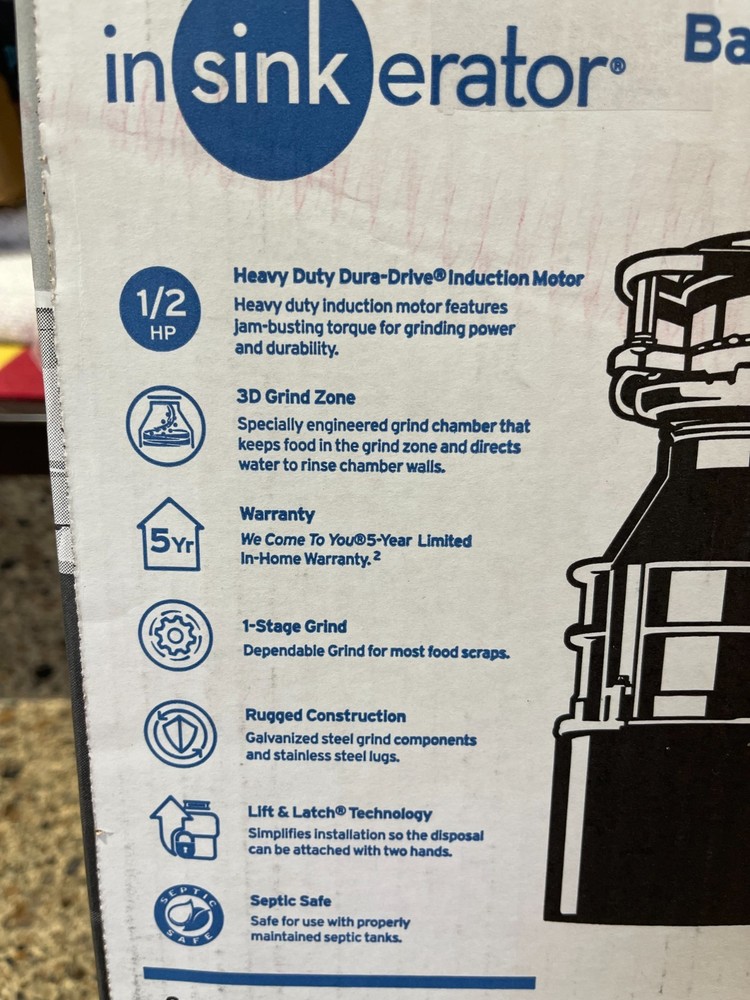 insinkerator®
Ba
1/2
HP
Heavy Duty Dura-Drive® Induction Motor
Heavy duty induction motor features
jam-busting torque for grinding power
and durability.
3D Grind Zone
Specially engineered grind chamber that
keeps food in the grind zone and directs
water to rinse chamber walls.
5Yr
Warranty
We Come To You®5-Year Limited
In-Home Warranty.²
1-Stage Grind
Dependable Grind for most food scraps.
Rugged Construction
Galvanized steel grind components
and stainless steel lugs.
Lift & Latch® Technology
Simplifies installation so the disposal
can be attached with two hands.
SEPTIC
SAFE
Septic Safe
Safe for use with properly
maintained septic tanks.